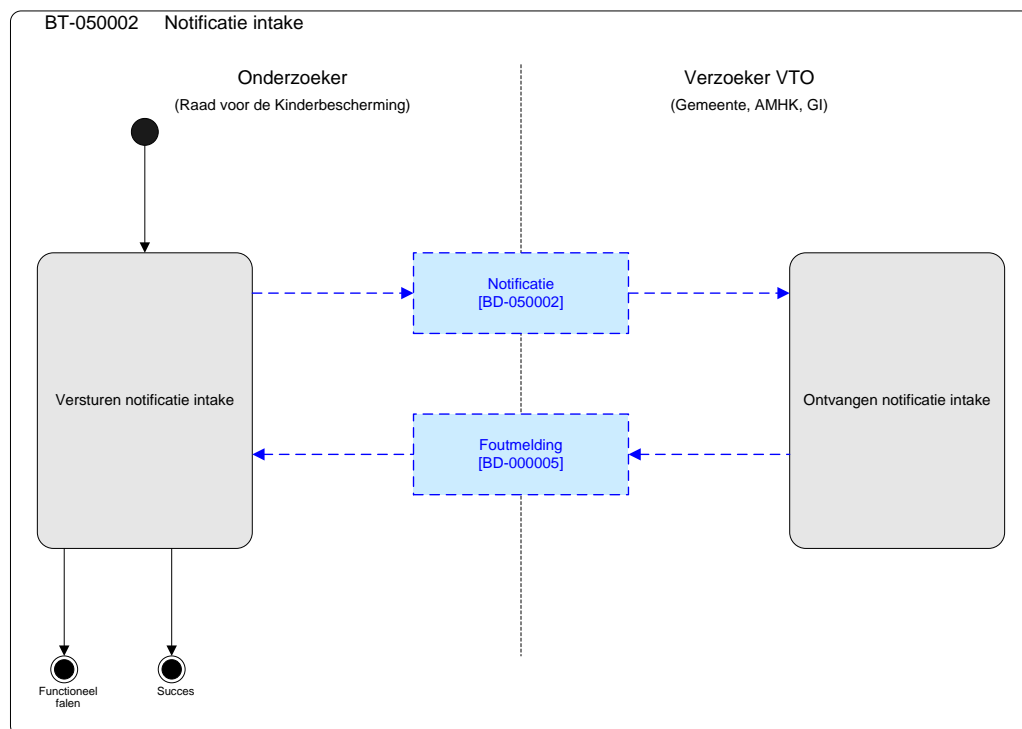 BT-050002 Notificatie intake
Onderzoeker
(Raad voor de Kinderbescherming)
Verzoeker VTO
(Gemeente, AMHK, GI)
Notificatie
[BD-050002]
Versturen notificatie intake
Ontvangen notificatie intake
Foutmelding
[BD-000005]
Functioneel
falen
Succes